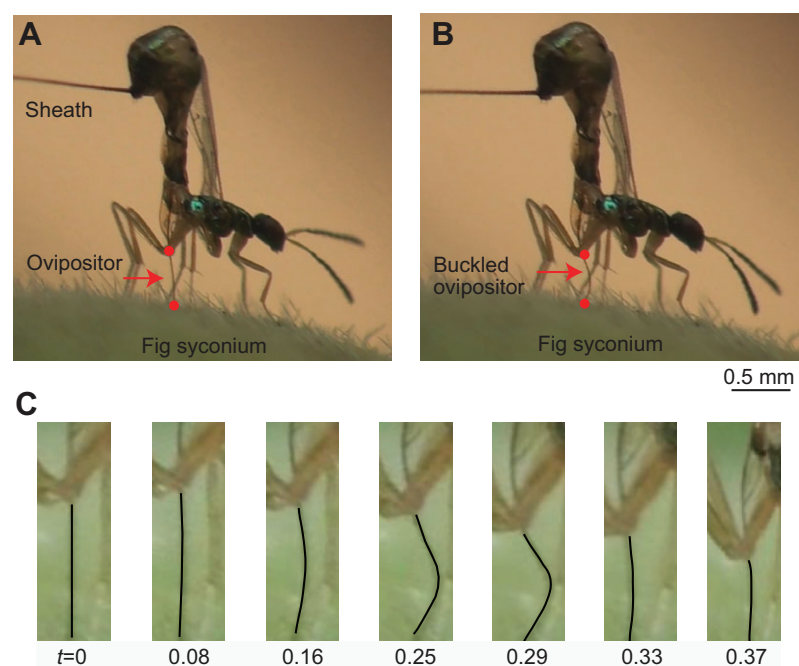 A
B
Sheath
Ovipositor
Buckled
ovipositor
Fig syconium
Fig syconium
0.5 mm
C
t=0
0.08
0.16
0.25
0.29
0.33
0.37